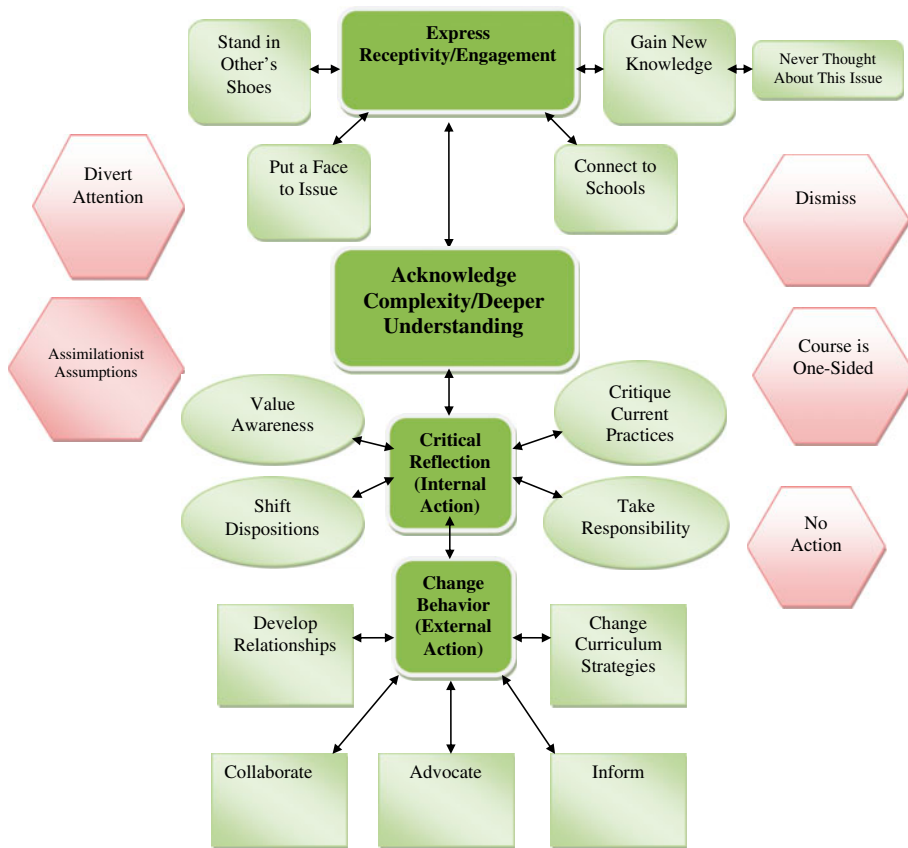 Express
Receptivity/Engagement
Stand in
Other's
Shoes
Gain New
Knowledge
Never Thought
About This Issue
Put a Face
to Issue
Connect to
Schools
Divert
Attention
Dismiss
Acknowledge
Complexity/Deeper
Understanding
Assimilationist
Assumptions
Course is
One-Sided
Value
Awareness
Critique
Current
Practices
Critical
Reflection
(Internal
Action)
Shift
Dispositions
Take
Responsibility
No
Action
Change
Behavior
(External
Action)
Develop
Relationships
Change
Curriculum
Strategies
Collaborate
Advocate
Inform